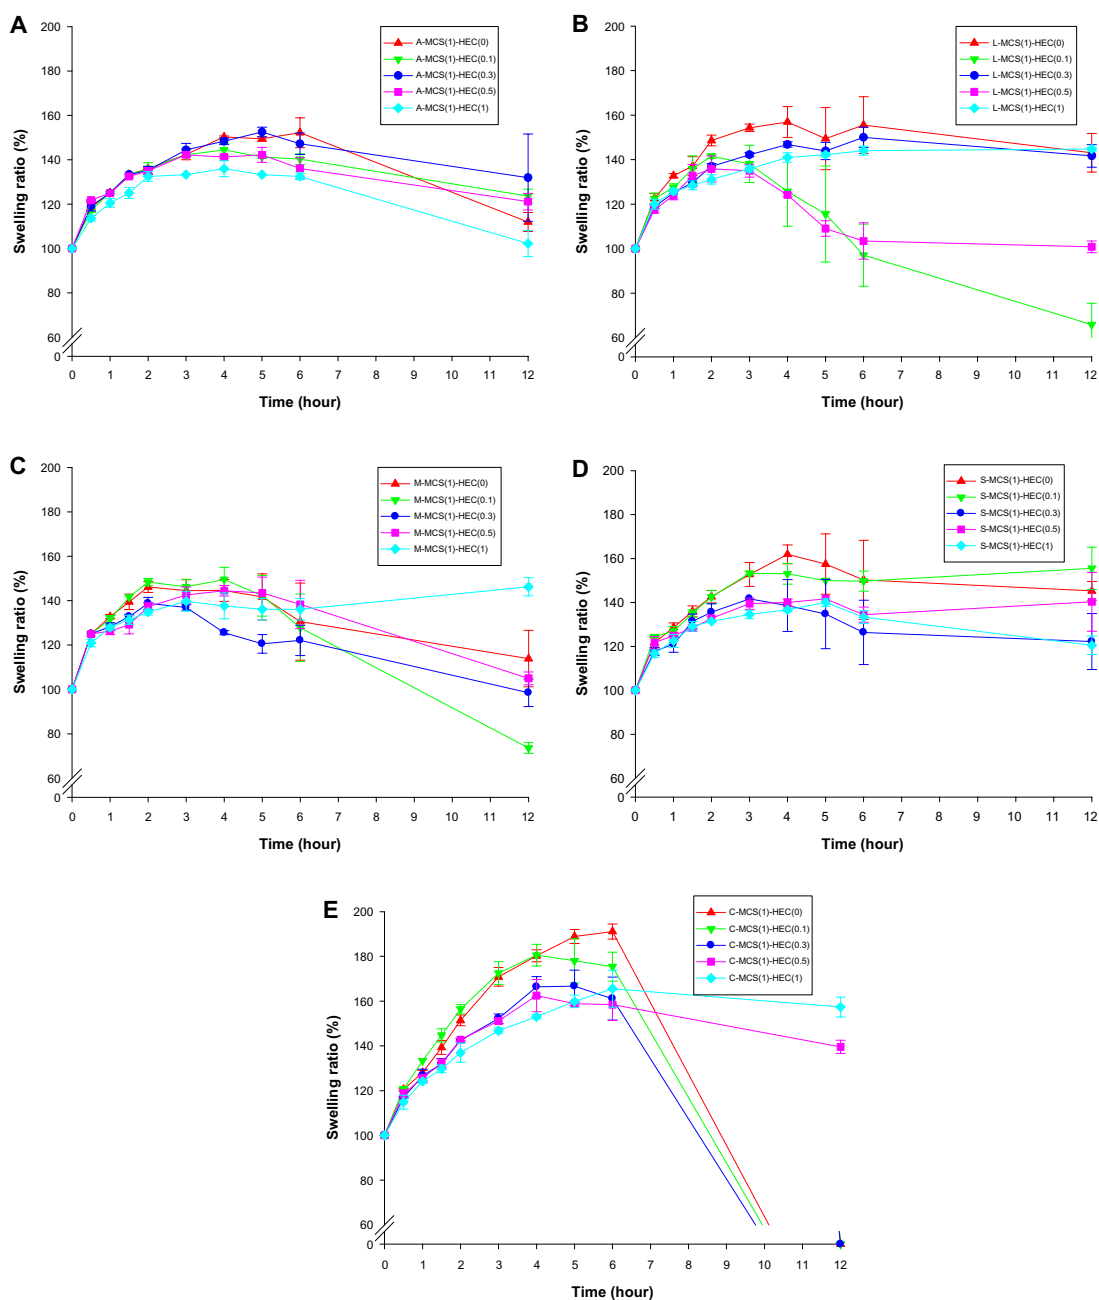 A
200
180
160
140
120
100
80
60
0
Swelling ratio (%)
A-MCS(1)-HEC(0)
A-MCS(1)-HEC(0.1)
A-MCS(1)-HEC(0.3)
A-MCS(1)-HEC(0.5)
A-MCS(1)-HEC(1)
0 1 2 3 4 5 6 7 8 9 10 11 12
Time (hour)
B
200
180
160
140
120
100
80
60
0
Swelling ratio (%)
L-MCS(1)-HEC(0)
L-MCS(1)-HEC(0.1)
L-MCS(1)-HEC(0.3)
L-MCS(1)-HEC(0.5)
L-MCS(1)-HEC(1)
0 1 2 3 4 5 6 7 8 9 10 11 12
Time (hour)
C
200
180
160
140
120
100
80
60
0
Swelling ratio (%)
M-MCS(1)-HEC(0)
M-MCS(1)-HEC(0.1)
M-MCS(1)-HEC(0.3)
M-MCS(1)-HEC(0.5)
M-MCS(1)-HEC(1)
0 1 2 3 4 5 6 7 8 9 10 11 12
Time (hour)
D
200
180
160
140
120
100
80
60
0
Swelling ratio (%)
S-MCS(1)-HEC(0)
S-MCS(1)-HEC(0.1)
S-MCS(1)-HEC(0.3)
S-MCS(1)-HEC(0.5)
S-MCS(1)-HEC(1)
0 1 2 3 4 5 6 7 8 9 10 11 12
Time (hour)
E
200
180
160
140
120
100
80
60
0
Swelling ratio (%)
C-MCS(1)-HEC(0)
C-MCS(1)-HEC(0.1)
C-MCS(1)-HEC(0.3)
C-MCS(1)-HEC(0.5)
C-MCS(1)-HEC(1)
0 1 2 3 4 5 6 7 8 9 10 11 12
Time (hour)